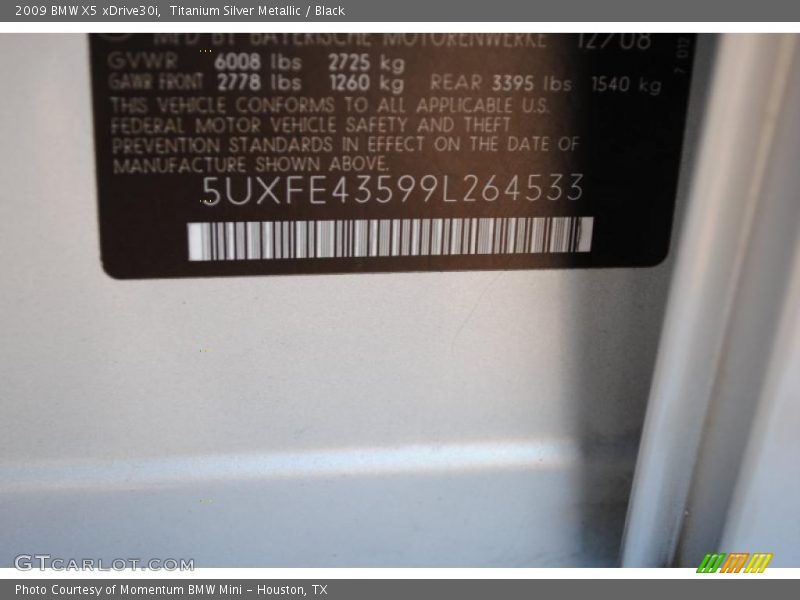 2009 BMW X5 xDrive30i, Titanium Silver Metallic / Black
MFD BY BAYERISCHE MOTORENWERKE 12/08
GVWR 6008 lbs 2725 kg
GAWR FRONT 2778 lbs 1260 kg REAR 3395 lbs 1540 kg
THIS VEHICLE CONFORMS TO ALL APPLICABLE U.S.
FEDERAL MOTOR VEHICLE SAFETY AND THEFT
PREVENTION STANDARDS IN EFFECT ON THE DATE OF
MANUFACTURE SHOWN ABOVE.
5UXFE43599L264533
GTCARLOT.COM
Photo Courtesy of Momentum BMW Mini - Houston, TX